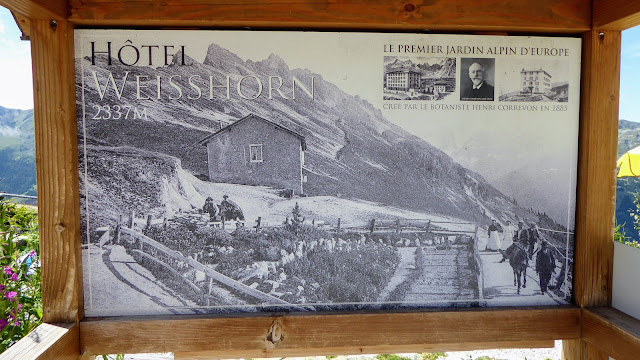 HÔTEL
WEISSHORN
2337M
LE PREMIER JARDIN ALPIN D'EUROPE
CRÉÉ PAR LE BOTANISTE HENRI CORREVON EN 1885